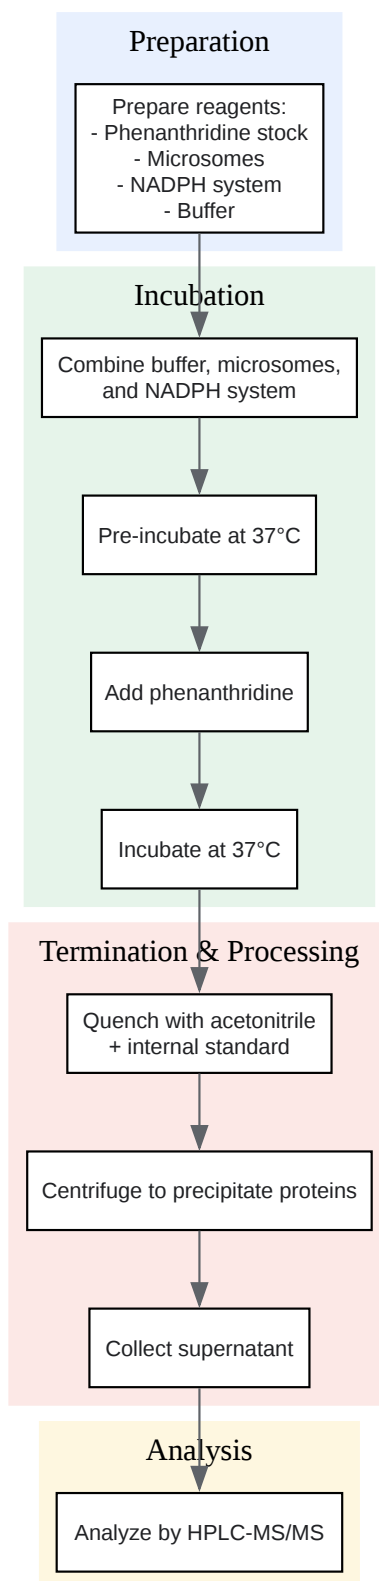 Preparation
Prepare reagents:
- Phenanthridine stock
- Microsomes
- NADPH system
- Buffer
Incubation
Combine buffer, microsomes,
and NADPH system
Pre-incubate at 37°C
Add phenanthridine
Incubate at 37°C
Termination & Processing
Quench with acetonitrile
+ internal standard
Centrifuge to precipitate proteins
Collect supernatant
Analysis
Analyze by HPLC-MS/MS